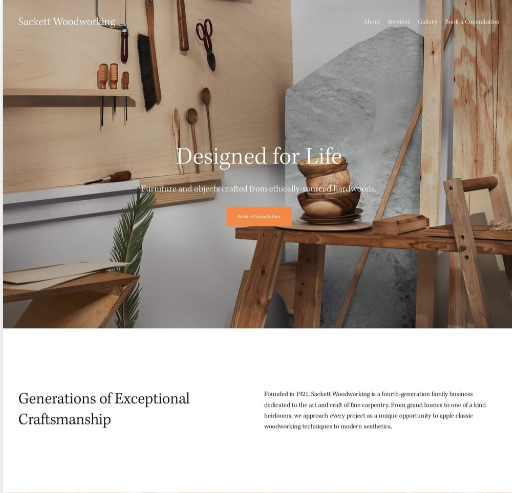 Sackett Woodworking
About Services Gallery Book a Consultation
Designed for Life
Furniture and objects crafted from ethically-sourced hardwoods.
Book a Consultation
Generations of Exceptional
Craftsmanship
Founded in 1921, Sackett Woodworking is a fourth-generation family business
dedicated to the art and craft of fine carpentry. From grand homes to one of a kind
heirlooms, we approach every project as a unique opportunity to apple classic
woodworking techniques to modern aesthetics.